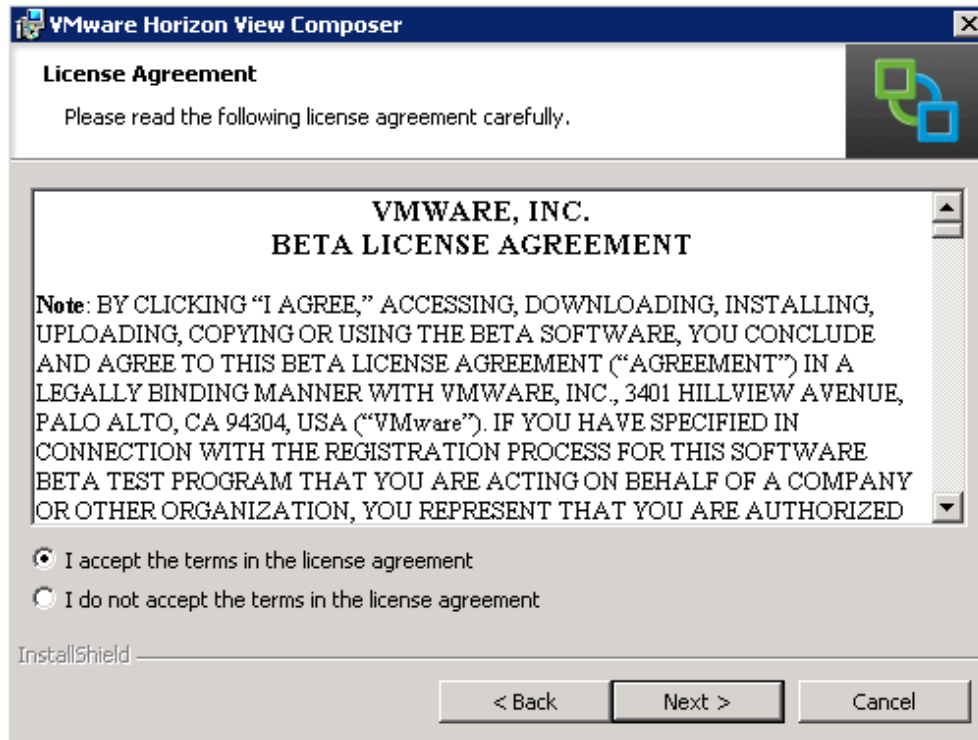 VMware Horizon View Composer
License Agreement
Please read the following license agreement carefully.
VMWARE, INC.
BETA LICENSE AGREEMENT
Note: BY CLICKING “I AGREE,” ACCESSING, DOWNLOADING, INSTALLING,
UPLOADING, COPYING OR USING THE BETA SOFTWARE, YOU CONCLUDE
AND AGREE TO THIS BETA LICENSE AGREEMENT (“AGREEMENT”) IN A
LEGALLY BINDING MANNER WITH VMWARE, INC., 3401 HILLVIEW AVENUE,
PALO ALTO, CA 94304, USA (“VMware”). IF YOU HAVE SPECIFIED IN
CONNECTION WITH THE REGISTRATION PROCESS FOR THIS SOFTWARE
BETA TEST PROGRAM THAT YOU ARE ACTING ON BEHALF OF A COMPANY
OR OTHER ORGANIZATION, YOU REPRESENT THAT YOU ARE AUTHORIZED
I accept the terms in the license agreement
I do not accept the terms in the license agreement
InstallShield
< Back Next > Cancel